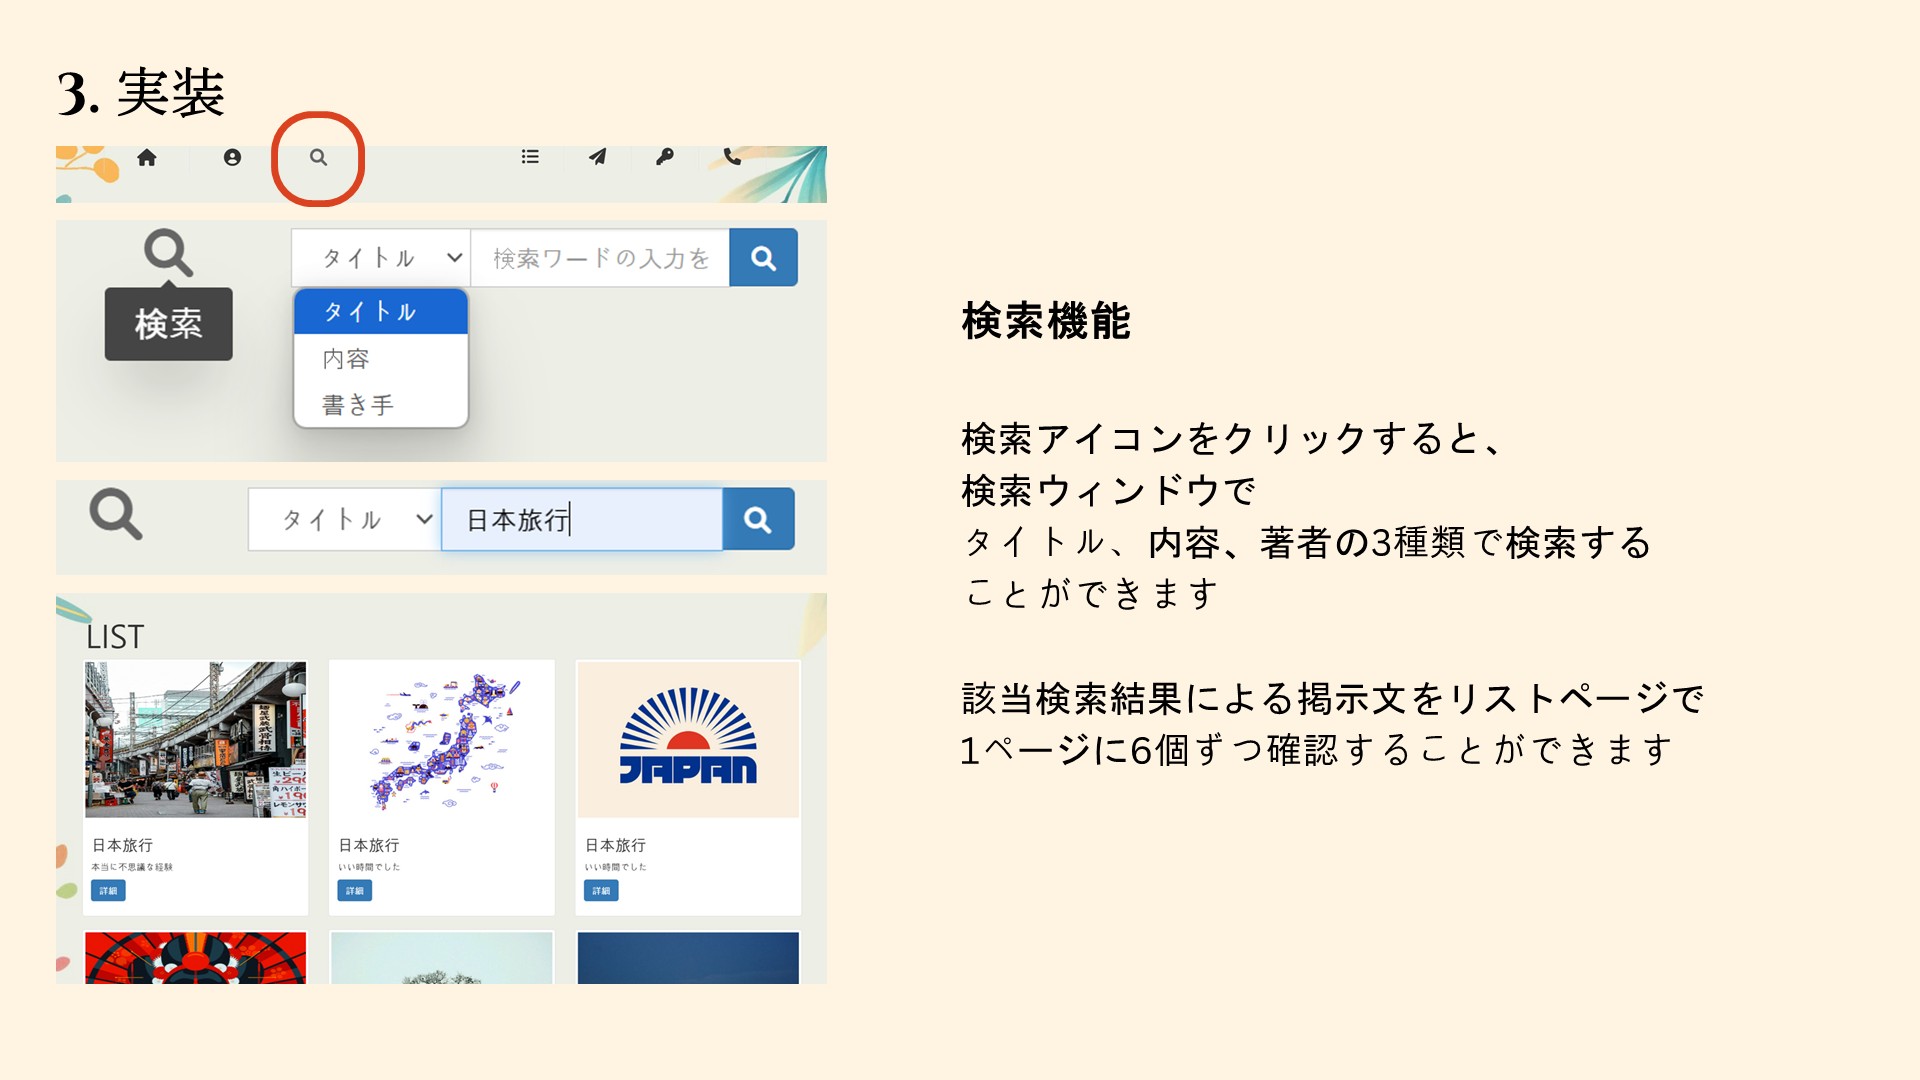 3. 実装
タイトル
検索ワードの入力を
検索
タイトル
内容
書き手
タイトル
日本旅行
LIST
JAPAN
日本旅行
本当に不思議な経験
詳細
日本旅行
いい時間でした
詳細
日本旅行
いい時間でした
詳細
検索機能
検索アイコンをクリックすると、
検索ウィンドウで
タイトル、内容、著者の3種類で検索する
ことができます
該当検索結果による掲示文をリストページで
1ページに6個ずつ確認することができます